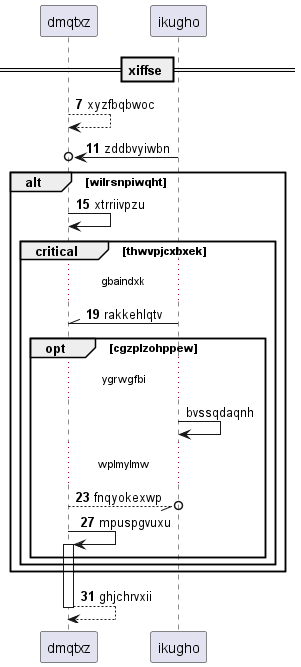 dmqtxz ikugho
xiffse
7 xyzfbqbwoc
11 zddbvyiwbn
alt [wilrsnpiwqht]
15 xtrriivpzu
critical [thwvpjcxbxek]
gbaindxk
19 rakkehlqtv
opt [cgzplzohppew]
ygrwgfbi
bvssqdaqnh
wplmylmw
23 fnqyokexwp
27 mpuspgvuxu
31 ghjchrvxii
dmqtxz ikugho